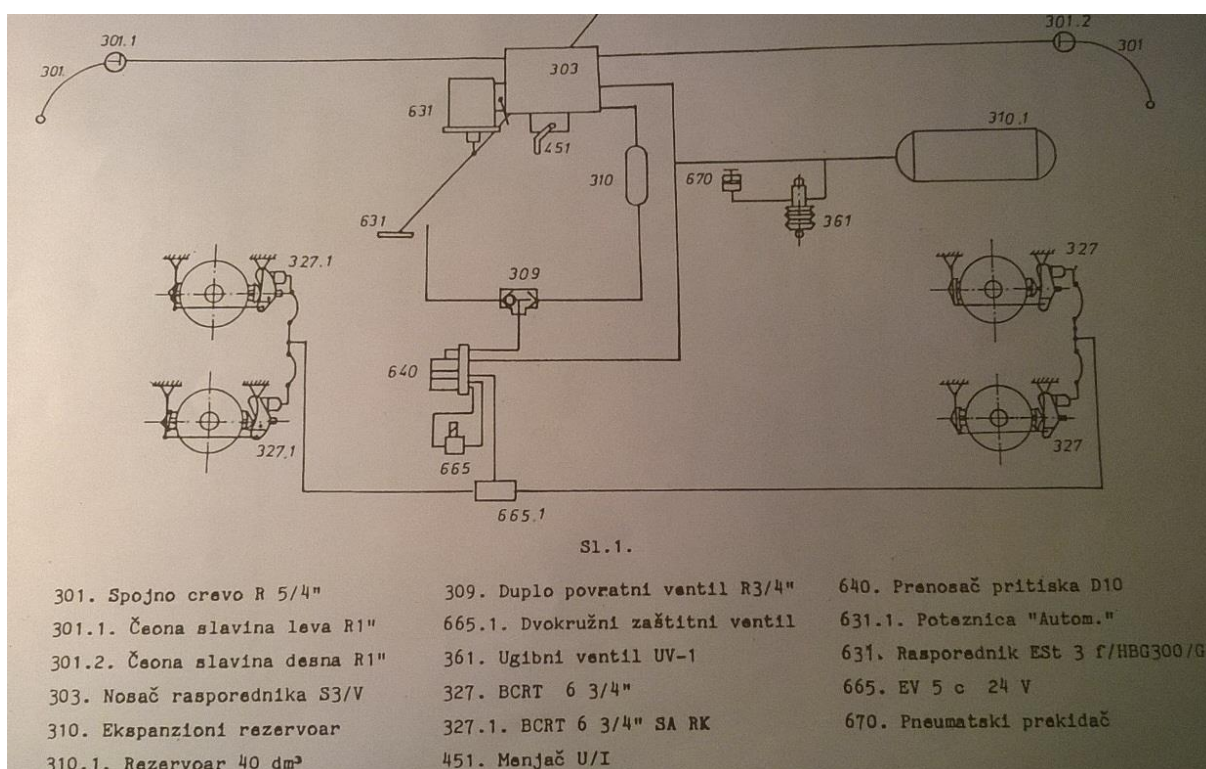 301.1
301.2
301.
301
303
631
451
310.1
310
670
361
631
327.1
309
327
640
327.1
665
327
665.1
Sl.1.
301. Spojno crevo R 5/4"
301.1. Čeona slavina leva R1"
301.2. Čeona slavina desna R1"
303. Nosač rasporednika S3/V
310. Ekspanzioni rezervoar
310.1. Rezervoar 40 dm³
309. Duplo povratni ventil R3/4"
665.1. Dvokružni zaštitni ventil
361. Ugibni ventil UV-1
327. BCRT 6 3/4"
327.1. BCRT 6 3/4" SA RK
451. Menjač U/I
640. Prenosač pritiska D10
631.1. Poteznica "Autom."
631. Rasporednik ESt 3 f/HBG300/G
665. EV 5 c 24 V
670. Pneumatski prekidač